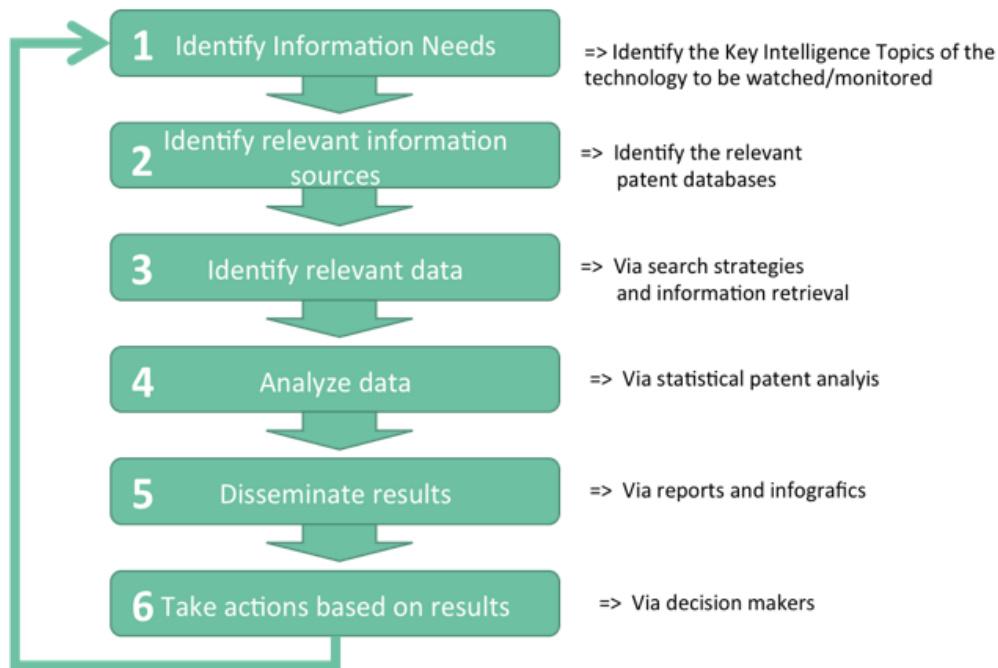 1 Identify Information Needs
=> Identify the Key Intelligence Topics of the
technology to be watched/monitored
2 Identify relevant information
sources
=> Identify the relevant
patent databases
3 Identify relevant data
=> Via search strategies
and information retrieval
4 Analyze data
=> Via statistical patent analyis
5 Disseminate results
=> Via reports and infografics
6 Take actions based on results
=> Via decision makers